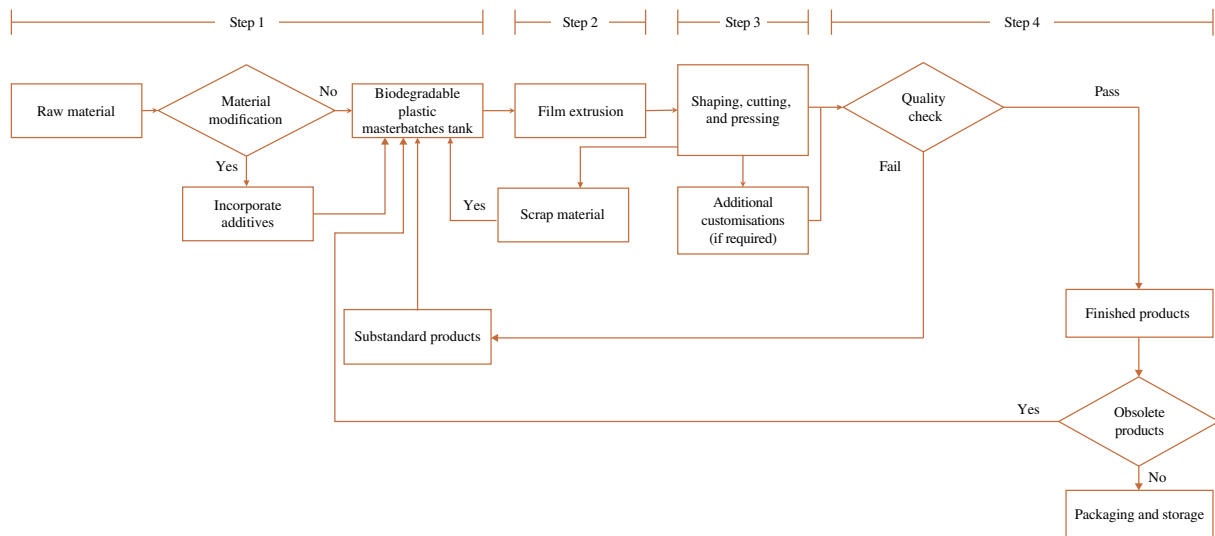 Step 1
Step 2
Step 3
Step 4
Raw material
Material
modification
No
Yes
Incorporate
additives
Biodegradable
plastic
masterbatches tank
Film extrusion
Shaping, cutting,
and pressing
Quality
check
Pass
Fail
Yes
Scrap material
Additional
customisations
(if required)
Substandard products
Finished products
Yes
Obsolete
products
No
Packaging and storage